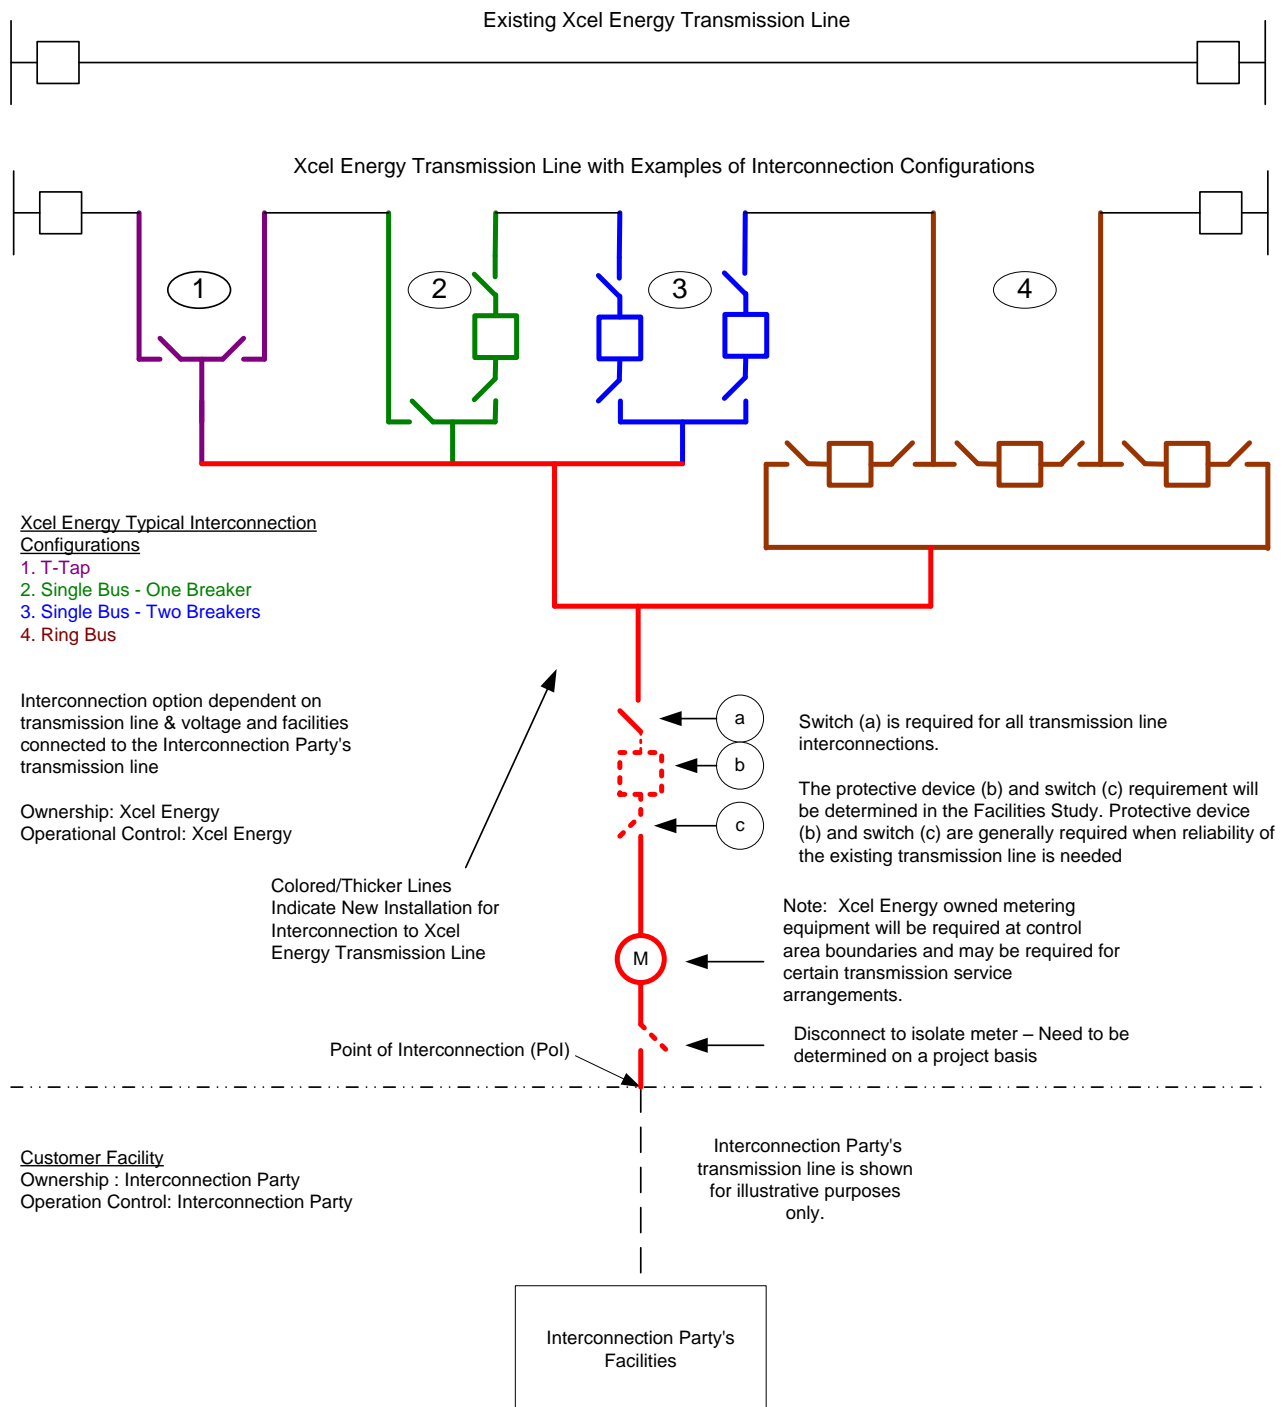 Existing Xcel Energy Transmission Line
Xcel Energy Transmission Line with Examples of Interconnection Configurations
1
2
3
4
Xcel Energy Typical Interconnection
Configurations
1. T-Tap
2. Single Bus - One Breaker
3. Single Bus - Two Breakers
4. Ring Bus
Interconnection option dependent on
transmission line & voltage and facilities
connected to the Interconnection Party's
transmission line
Ownership: Xcel Energy
Operational Control: Xcel Energy
a
Switch (a) is required for all transmission line
interconnections.
b
The protective device (b) and switch (c) requirement will
be determined in the Facilities Study. Protective device
(b) and switch (c) are generally required when reliability of
the existing transmission line is needed
c
Colored/Thicker Lines
Indicate New Installation for
Interconnection to Xcel
Energy Transmission Line
M
Note:  Xcel Energy owned metering
equipment will be required at control
area boundaries and may be required for
certain transmission service
arrangements.
Disconnect to isolate meter – Need to be
determined on a project basis
Point of Interconnection (PoI)
Customer Facility
Ownership : Interconnection Party
Operation Control: Interconnection Party
Interconnection Party's
transmission line is shown
for illustrative purposes
only.
Interconnection Party's
Facilities